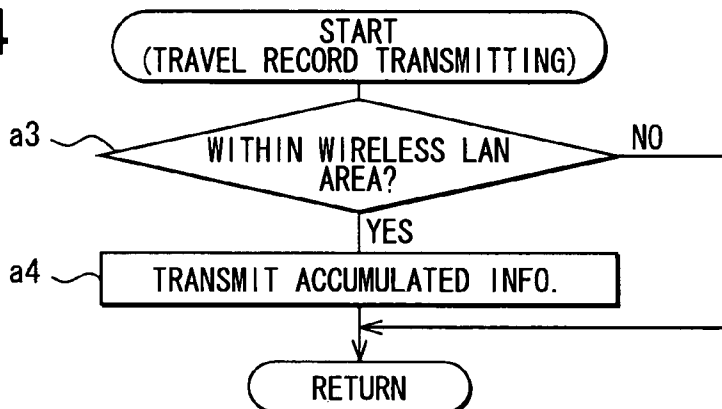 4
START
(TRAVEL RECORD TRANSMITTING)
a3
WITHIN WIRELESS LAN
AREA?
NO
YES
a4
TRANSMIT ACCUMULATED INFO.
RETURN